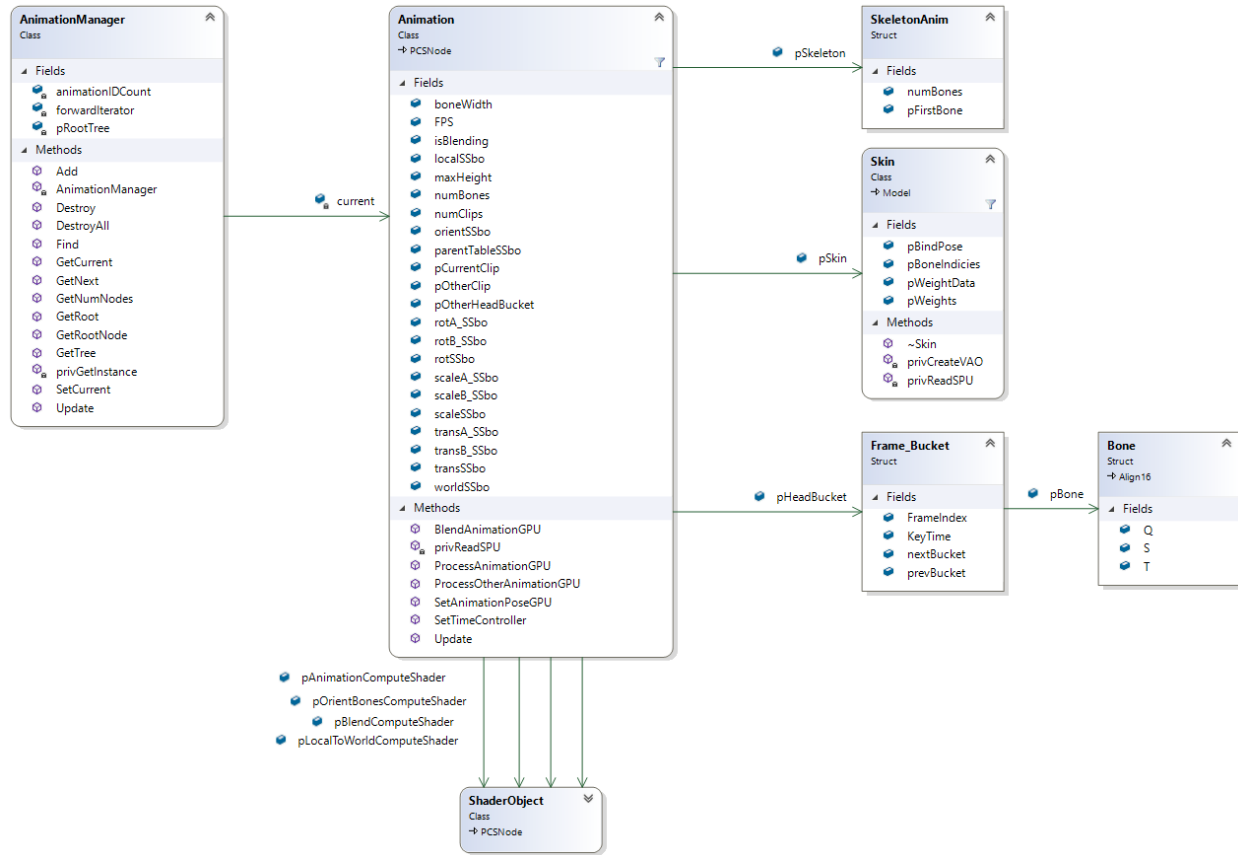 AnimationManager
Class
Fields
animationIDCount
forwardIterator
pRootTree
Methods
Add
AnimationManager
Destroy
DestroyAll
Find
GetCurrent
GetNext
GetNumNodes
GetRoot
GetRootNode
GetTree
privGetInstance
SetCurrent
Update
current
Animation
Class
PCSNode
Fields
boneWidth
FPS
isBlending
localSSbo
maxHeight
numBones
numClips
orientSSbo
parentTableSSbo
pCurrentClip
pOtherClip
pOtherHeadBucket
rotA_SSbo
rotB_SSbo
rotSSbo
scaleA_SSbo
scaleB_SSbo
scaleSSbo
transA_SSbo
transB_SSbo
transSSbo
worldSSbo
Methods
BlendAnimationGPU
privReadSPU
ProcessAnimationGPU
ProcessOtherAnimationGPU
SetAnimationPoseGPU
SetTimeController
Update
pSkeleton
SkeletonAnim
Struct
Fields
numBones
pFirstBone
pSkin
Skin
Class
Model
Fields
pBindPose
pBoneIndicies
pWeightData
pWeights
Methods
~Skin
privCreateVAO
privReadSPU
pHeadBucket
Frame_Bucket
Struct
Fields
FrameIndex
KeyTime
nextBucket
prevBucket
pBone
Bone
Struct
Align16
Fields
Q
S
T
pAnimationComputeShader
pOrientBonesComputeShader
pBlendComputeShader
pLocalToWorldComputeShader
ShaderObject
Class
PCSNode